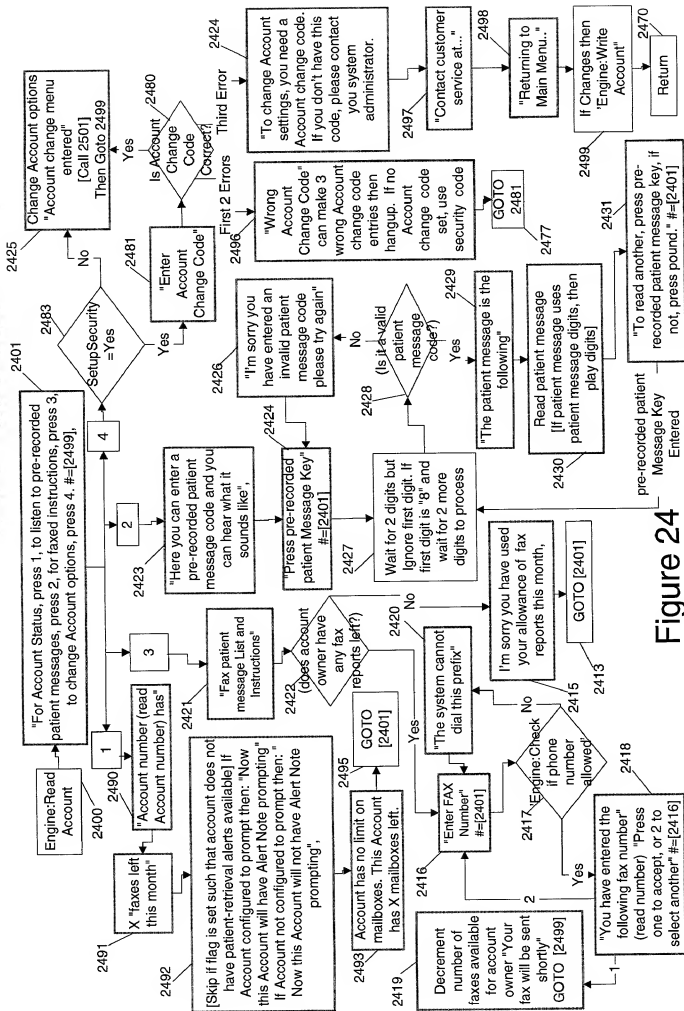 2400
Engine:Read
Account
2401
"For Account Status, press 1, to listen to pre-recorded
patient messages, press 2, for faxed instructions, press 3,
to change Account options, press 4. #=[2499],
1
2
3
4
2490
"Account number (read
Account number) has"
2491
X "faxes left
this month"
2492
[Skip if flag is set such that account does not
have patient-retrieval alerts available] If
Account configured to prompt then: "Now
this Account will have Alert Note prompting"
If Account not configured to prompt then: "
Now this Account will not have Alert Note
prompting",
2493
Account has no limit on
mailboxes. This Account
has X mailboxes left.
2495
GOTO
[2401]
2421
"Fax patient
message List and
Instructions"
2422
(does account
owner have
any fax
reports left?)
Yes
No
2415
I'm sorry you have used
your allowance of fax
reports this month,
2413
GOTO [2401]
2420
"The system cannot
dial this prefix"
2416
"Enter FAX
Number"
#=[2401]
2417
'Engine:Check
if phone
number
allowed'
No
Yes
2418
"You have entered the
following fax number"
(read number) "Press
one to accept, or 2 to
select another" #=[2416]
2
1
2419
Decrement
number of
faxes available
for account
owner "Your
fax will be sent
shortly"
GOTO [2499]
2423
"Here you can enter a
pre-recorded patient
message code and you
can hear what it
sounds like",
2424
"Press pre-recorded
patient Message Key"
#=[2401]
2426
"I'm sorry you
have entered an
invalid patient
message code
please try again"
2427
Wait for 2 digits but
Ignore first digit. If
first digit is "8" and
wait for 2 more
digits to process
2428
(Is it a valid
patient
message
code?)
No
Yes
2429
"The patient message is the
following"
2430
Read patient message
[If patient message uses
patient message digits, then
play digits]
2431
"To read another, press pre-
recorded patient message key, if
not, press pound." #=[2401]
pre-recorded patient
Message Key
Entered
2483
SetupSecurity
=Yes
No
Yes
2425
Change Account options
"Account change menu
entered"
[Call 2501]
Then Goto 2499
2481
"Enter
Account
Change Code"
2480
Is Account
Change
Code
Correct?
Yes
First 2 Errors
Third Error
2496
"Wrong Account
Change Code"
can make 3
wrong Account
change code
entries then
hangup. If no
Account
change code
set, use
security code
2477
GOTO
2481
2424
"To change Account
settings, you need a
Account change code.
If you don't have this
code, please contact
you system
administrator.
2497
"Contact customer
service at..."
2498
"Returning to
Main Menu.."
2499
If Changes then
'Engine:Write
Account"
2470
Return
Figure 24